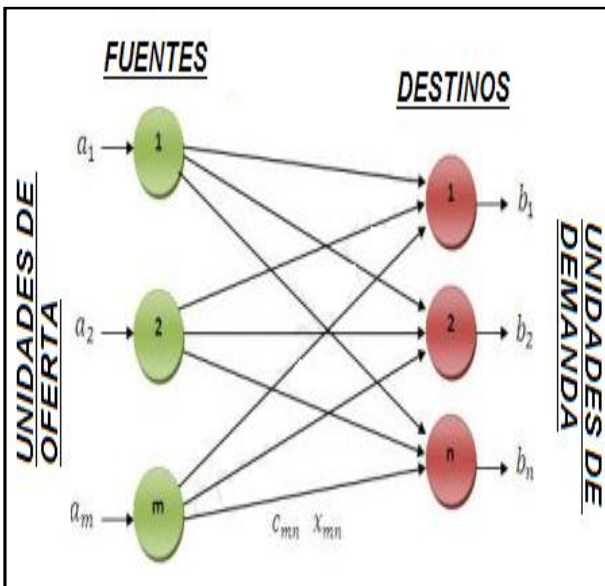 FUENTES
DESTINOS
UNIDADES DE
OFERTA
a₁
1
a₂
2
aₘ
m
1
b₁
2
b₂
n
bₙ
cₘₙ xₘₙ
UNIDADES DE
DEMANDA